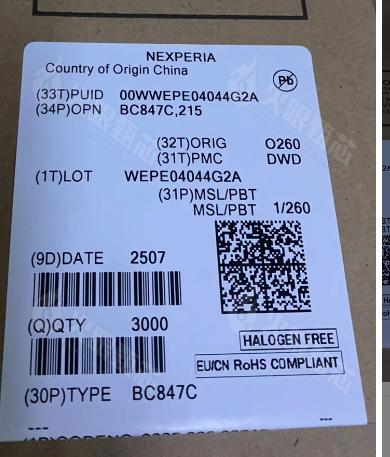 NEXPERIA
Country of Origin China
Pb
(33T)PUID 00WWEPE04044G2A
(34P)OPN BC847C,215
(32T)ORIG O260
(31T)PMC DWD
(1T)LOT WEPE04044G2A
(31P)MSL/PBT
MSL/PBT 1/260
(9D)DATE 2507
(Q)QTY 3000
HALOGEN FREE
EU/CN RoHS COMPLIANT
(30P)TYPE BC847C
---
---